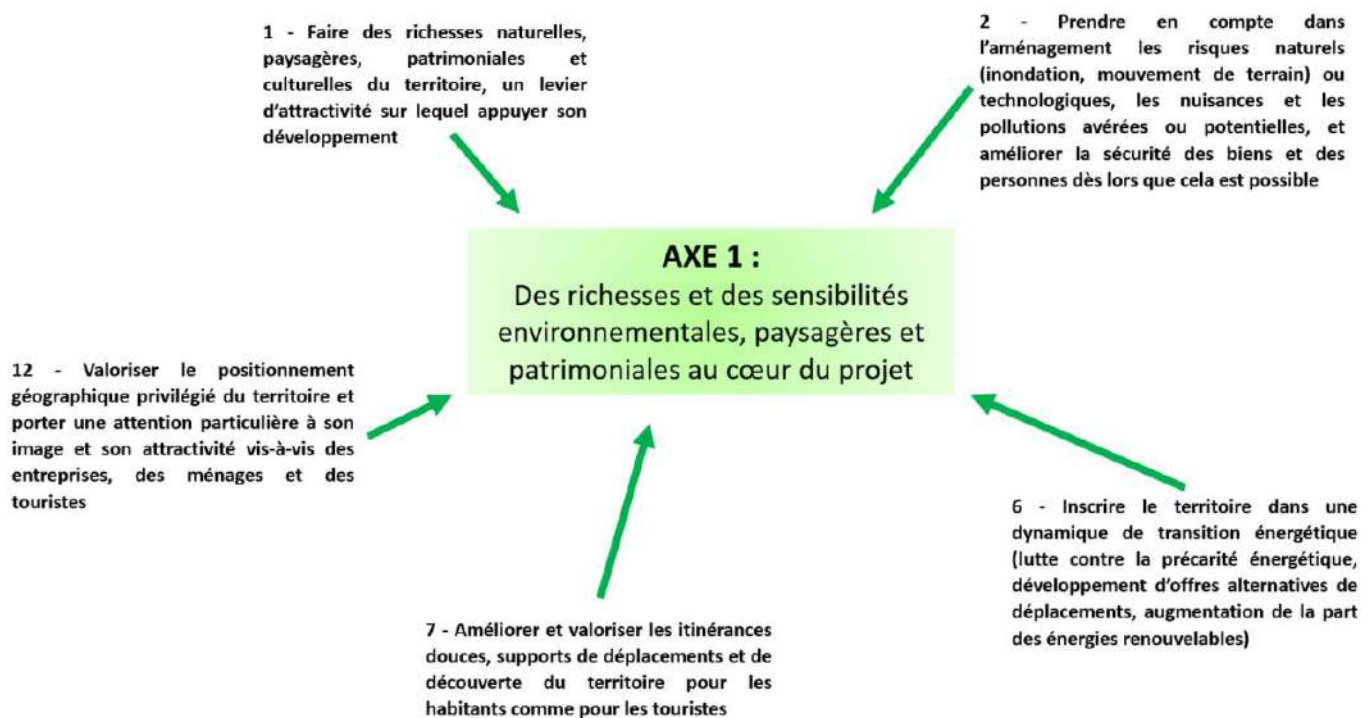 1 - Faire des richesses naturelles,
paysagères, patrimoniales et
culturelles du territoire, un levier
d'attractivité sur lequel appuyer son
développement
2 - Prendre en compte dans
l'aménagement les risques naturels
(inondation, mouvement de terrain) ou
technologiques, les nuisances et les
pollutions avérées ou potentielles, et
améliorer la sécurité des biens et des
personnes dès lors que cela est possible
AXE 1 :
Des richesses et des sensibilités
environnementales, paysagères et
patrimoniales au cœur du projet
12 - Valoriser le positionnement
géographique privilégié du territoire et
porter une attention particulière à son
image et son attractivité vis-à-vis des
entreprises, des ménages et des
touristes
6 - Inscrire le territoire dans une
dynamique de transition énergétique
(lutte contre la précarité énergétique,
développement d'offres alternatives de
déplacements, augmentation de la part
des énergies renouvelables)
7 - Améliorer et valoriser les itinérances
douces, supports de déplacements et de
découverte du territoire pour les
habitants comme pour les touristes